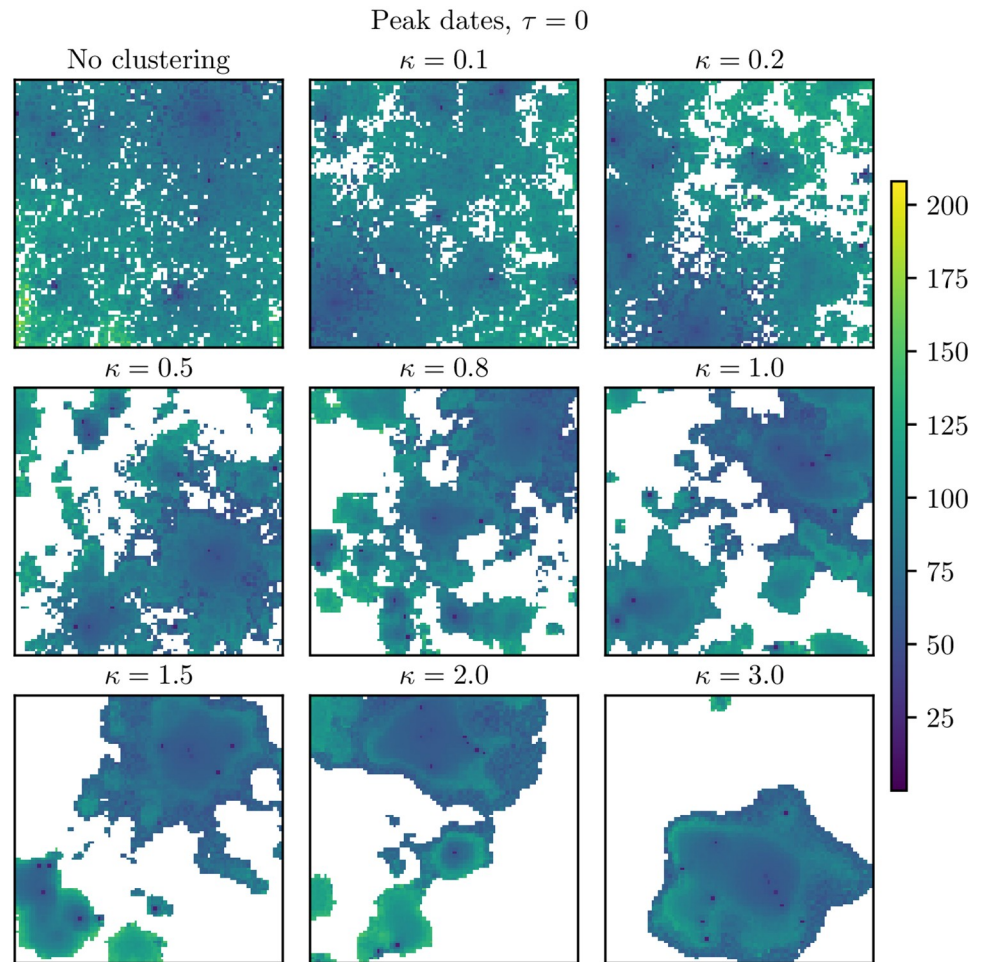 Peak dates, τ = 0
No clustering
κ = 0.1
κ = 0.2
κ = 0.5
κ = 0.8
κ = 1.0
κ = 1.5
κ = 2.0
κ = 3.0
200
175
150
125
100
75
50
25